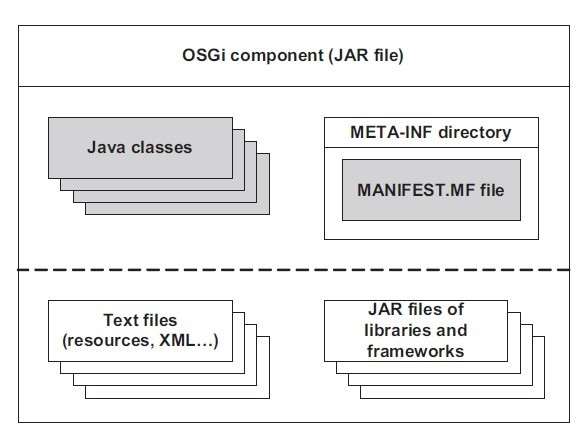 OSGi component (JAR file)
Java classes
META-INF directory
MANIFEST.MF file
Text files
(resources, XML…)
JAR files of
libraries and
frameworks